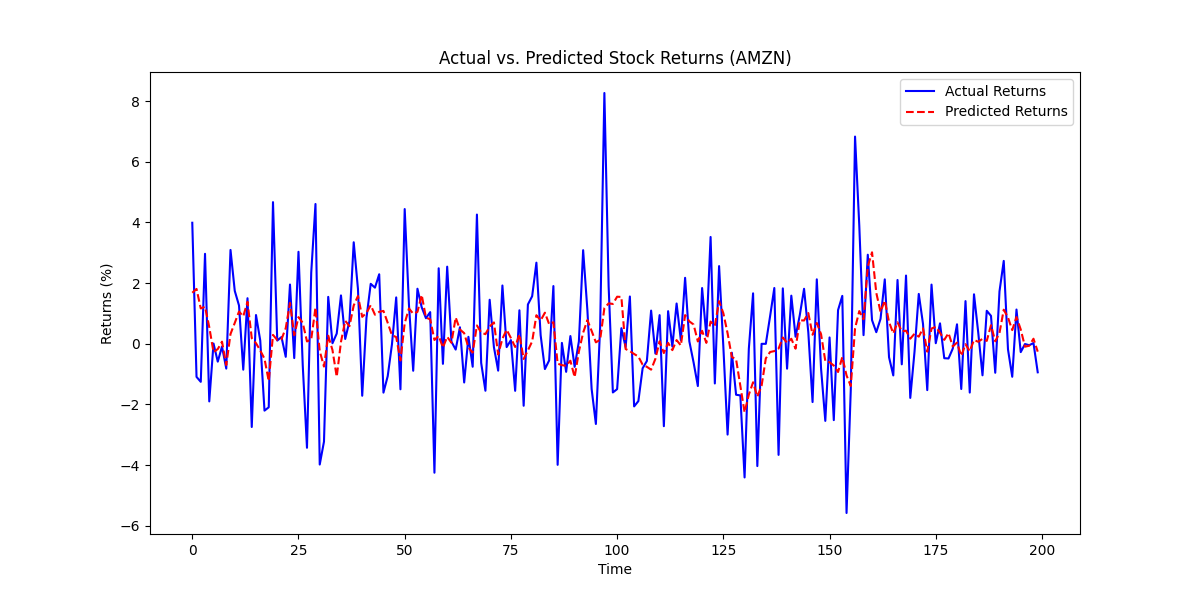 Actual vs. Predicted Stock Returns (AMZN)
Actual Returns
Predicted Returns
Returns (%)
8
6
4
2
0
−2
−4
−6
0 25 50 75 100 125 150 175 200
Time